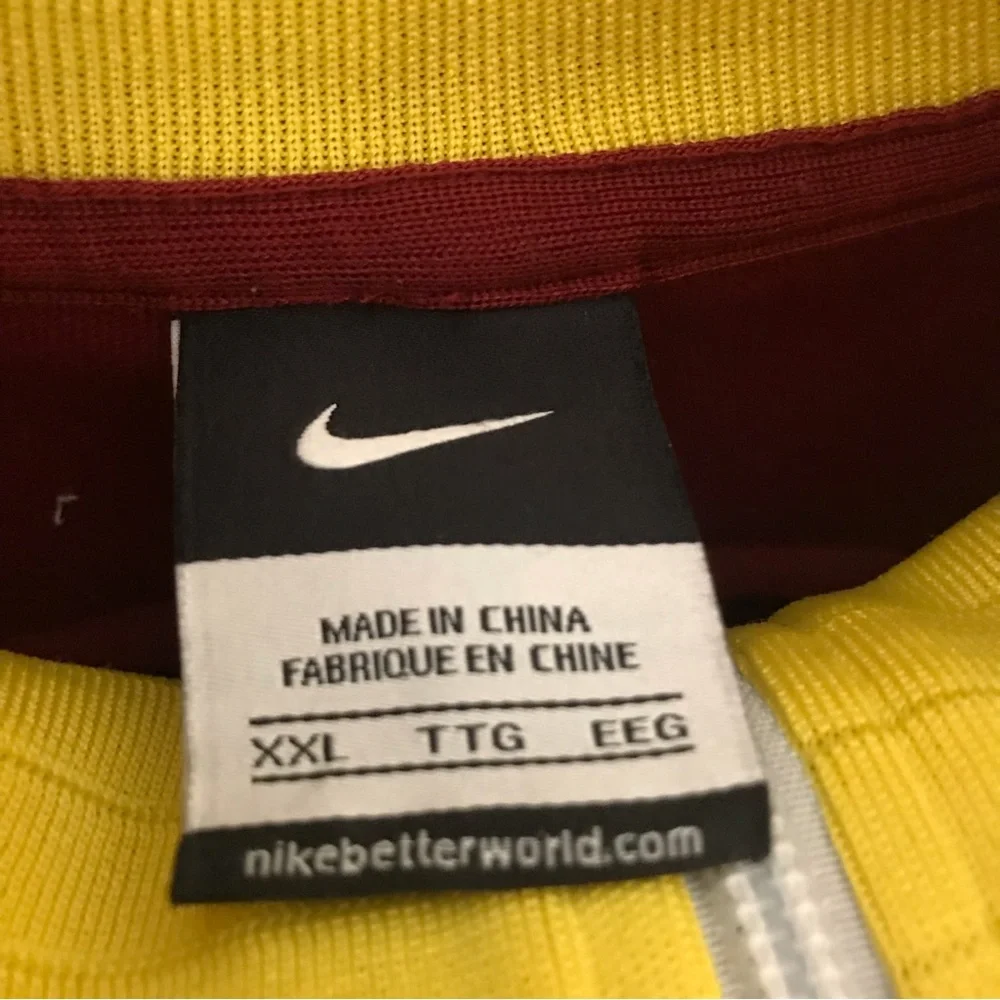 MADE IN CHINA
FABRIQUE EN CHINE
XXL TTG EEG
nikebetterworld.com